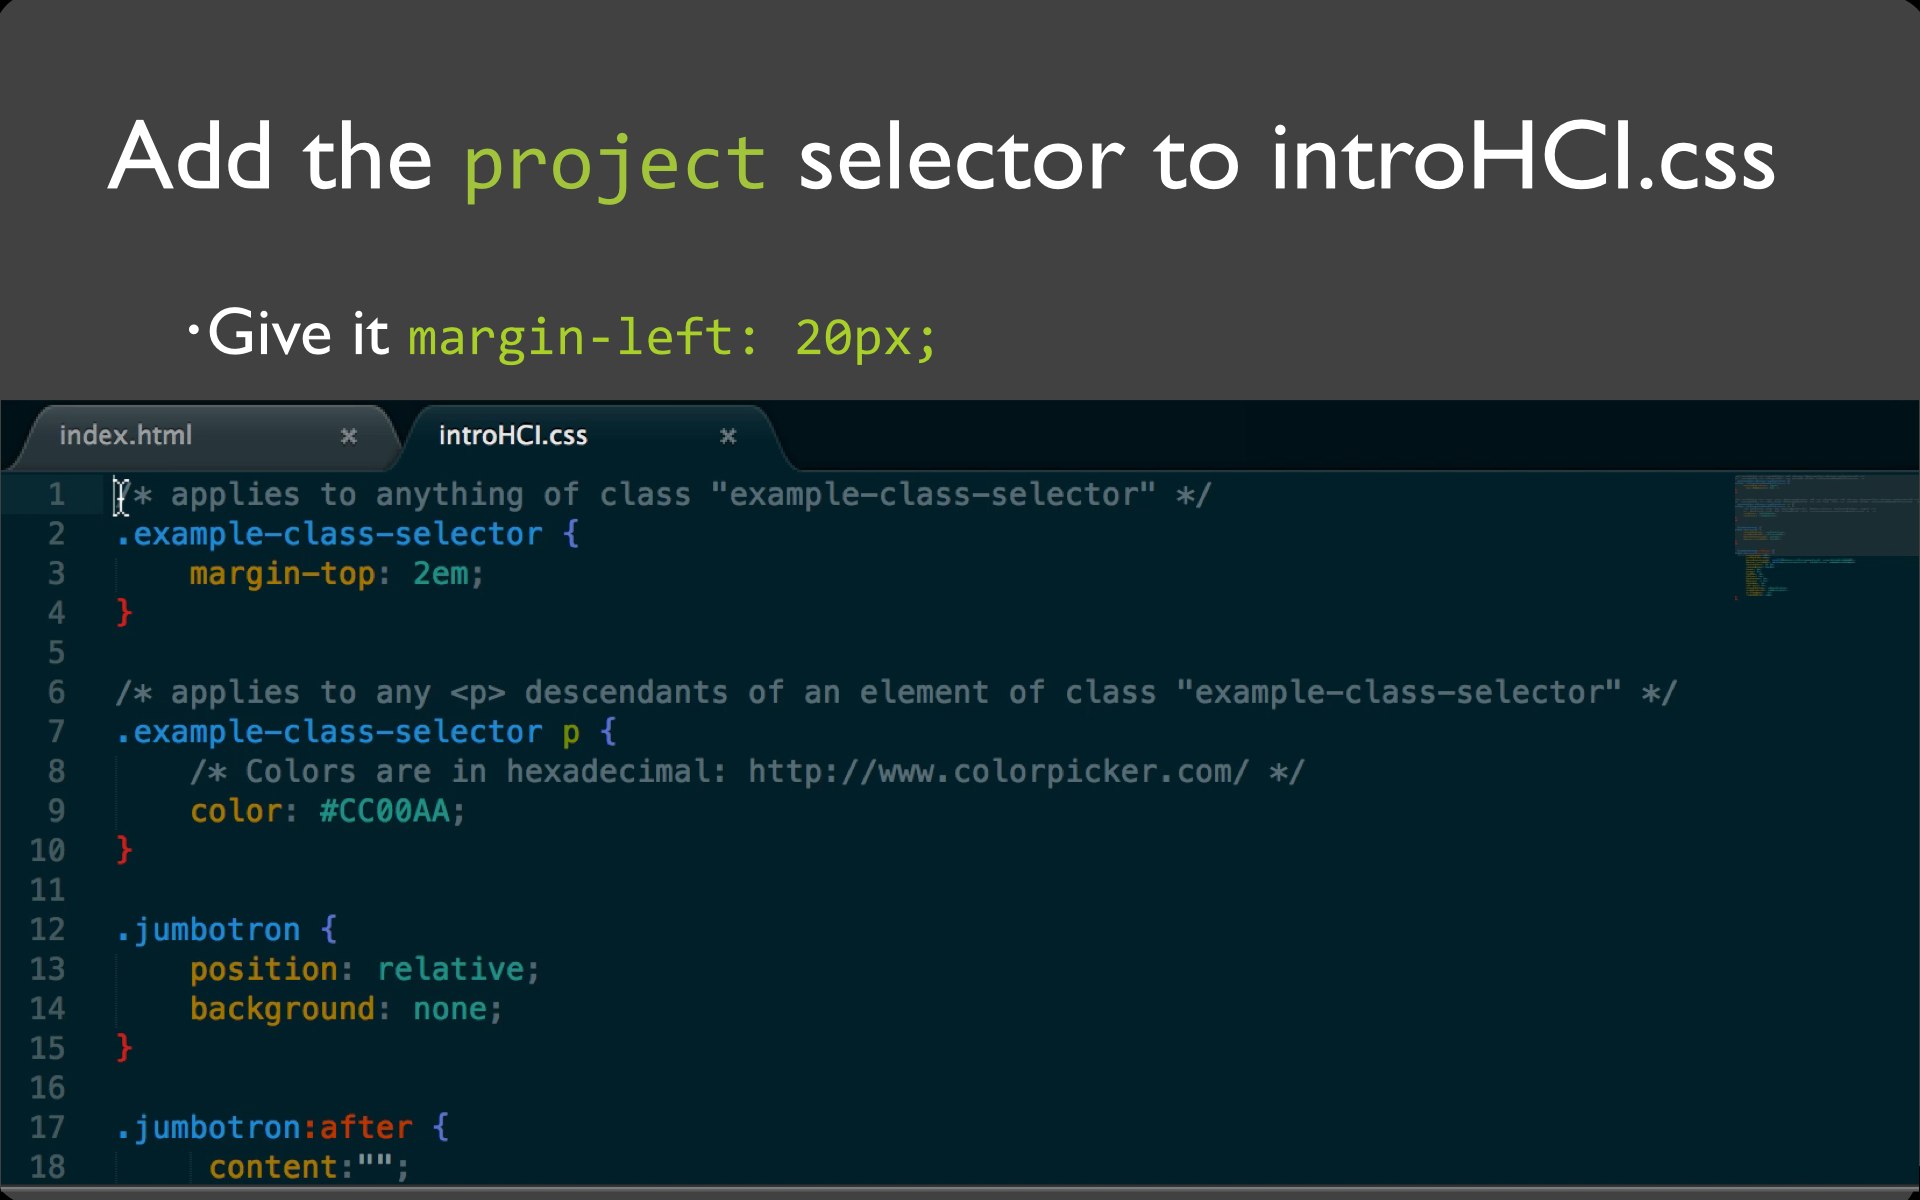 Add the project selector to introHCI.css
•Give it margin-left: 20px;
index.html × introHCI.css ×
1 /* applies to anything of class "example-class-selector" */
2 .example-class-selector {
3 margin-top: 2em;
4 }
5
6 /* applies to any <p> descendants of an element of class "example-class-selector" */
7 .example-class-selector p {
8 /* Colors are in hexadecimal: http://www.colorpicker.com/ */
9 color: #CC00AA;
10 }
11
12 .jumbotron {
13 position: relative;
14 background: none;
15 }
16
17 .jumbotron:after {
18 content:"";